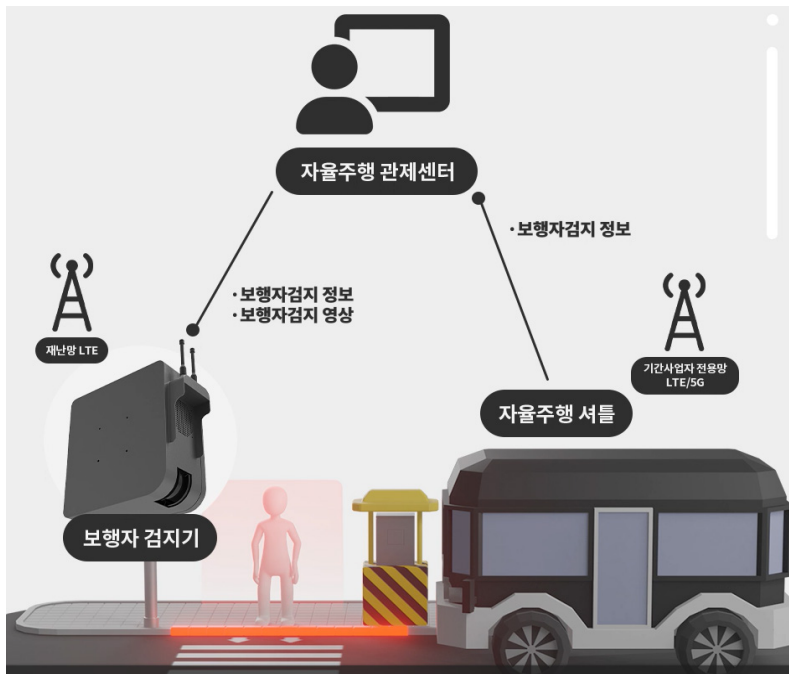 자율주행 관제센터
· 보행자검지 정보
· 보행자검지 정보
· 보행자검지 영상
재난망 LTE
기간사업자 전용망
LTE/5G
자율주행 셔틀
보행자 검지기